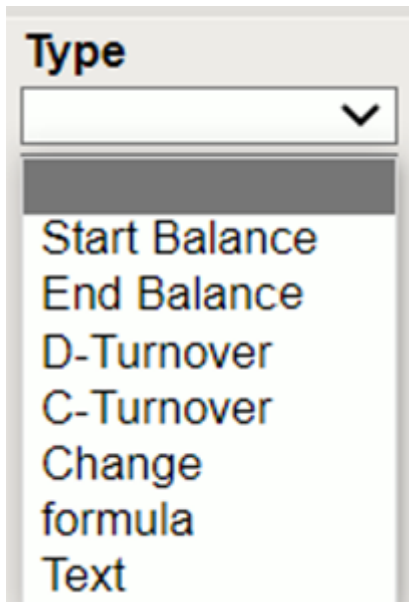 Type
Start Balance
End Balance
D-Turnover
C-Turnover
Change
formula
Text